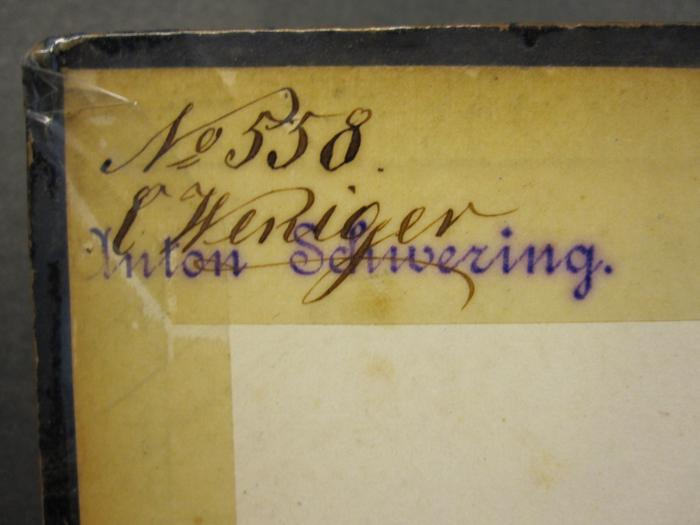 No 558.
C Weniger
Anton Schwering.